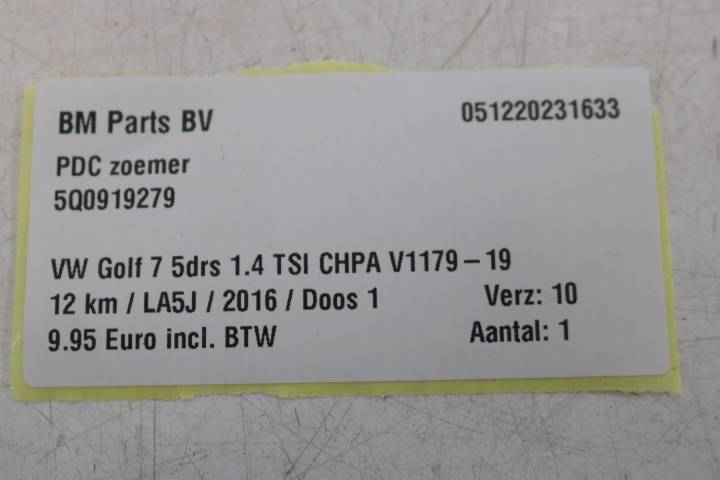 BM Parts BV 051220231633
PDC zoemer
5Q0919279
VW Golf 7 5drs 1.4 TSI CHPA V1179-19
12 km / LA5J / 2016 / Doos 1 Verz: 10
9.95 Euro incl. BTW Aantal: 1